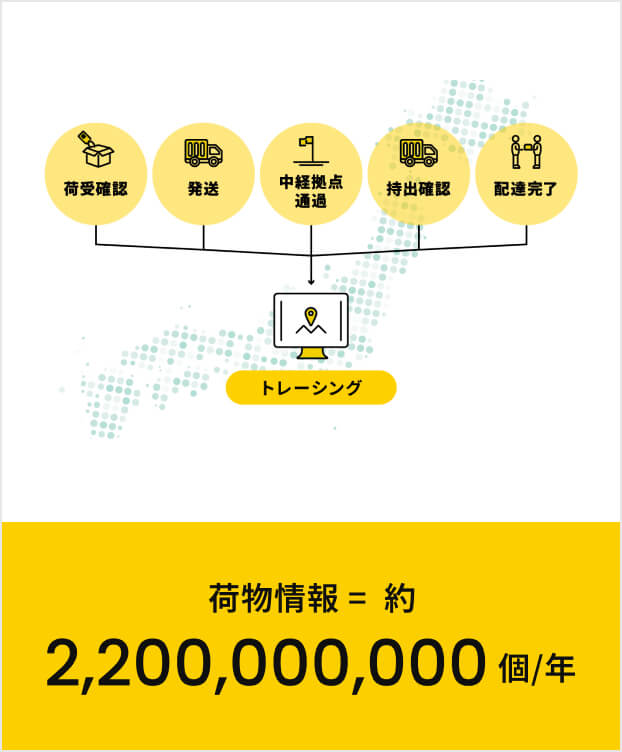 荷受確認
発送
中経拠点
通過
持出確認
配達完了
トレーシング
荷物情報 = 約
2,200,000,000 個/年